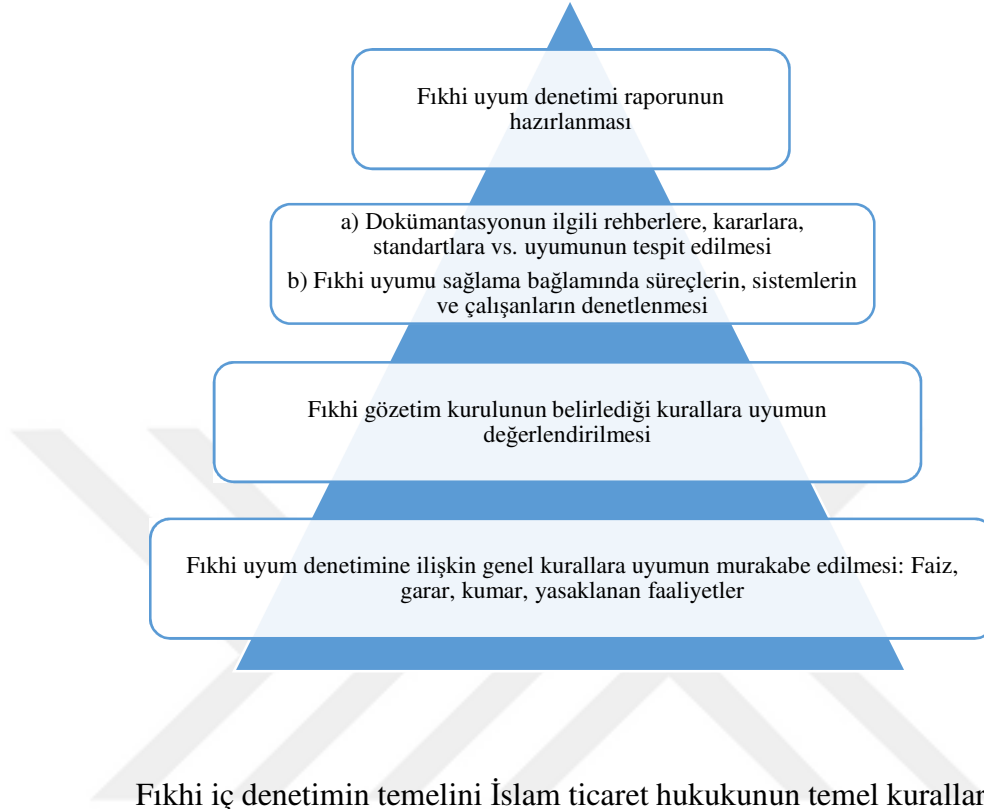 Fıkhi uyum denetimi raporunun
hazırlanması
a) Dokümantasyonun ilgili rehberlere, kararlara,
standartlara vs. uyumunun tespit edilmesi
b) Fıkhi uyumu sağlama bağlamında süreçlerin, sistemlerin
ve çalışanların denetlenmesi
Fıkhi gözetim kurulunun belirlediği kurallara uyumun
değerlendirilmesi
Fıkhi uyum denetimine ilişkin genel kurallara uyumun murakabe edilmesi: Faiz,
garar, kumar, yasaklanan faaliyetler
Fıkhi iç denetimin temelini İslam ticaret hukukunun temel kurallar